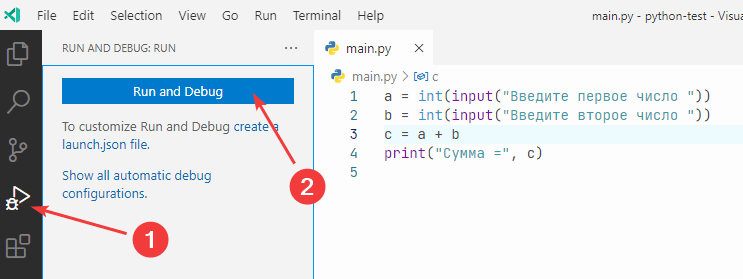 File Edit Selection View Go Run Terminal Help main.py - python-test - Visua
RUN AND DEBUG: RUN ...
main.py ×
Run and Debug
main.py > c
To customize Run and Debug create a
launch.json file.
Show all automatic debug
configurations.
1 a = int(input("Введите первое число "))
2 b = int(input("Введите второе число "))
3 c = a + b
4 print("Сумма =", c)
5
1
2